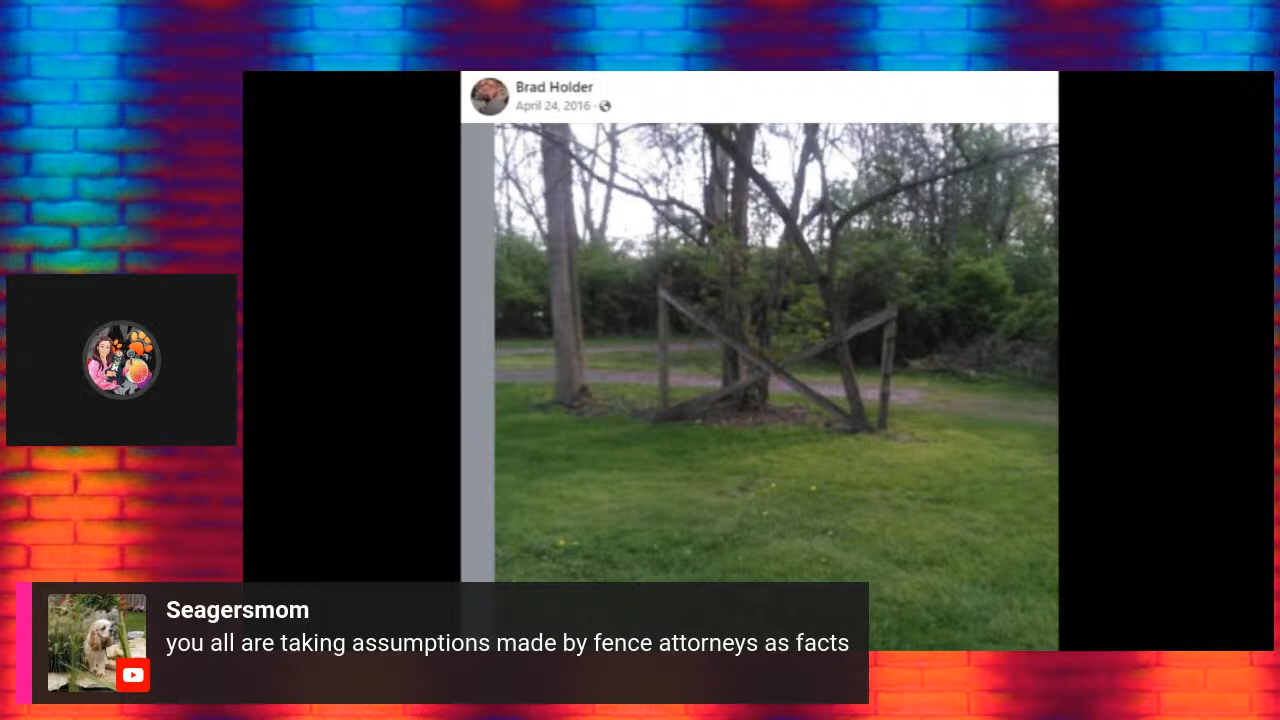 Brad Holder
April 24, 2016 ·
Seagersmom
you all are taking assumptions made by fence attorneys as facts